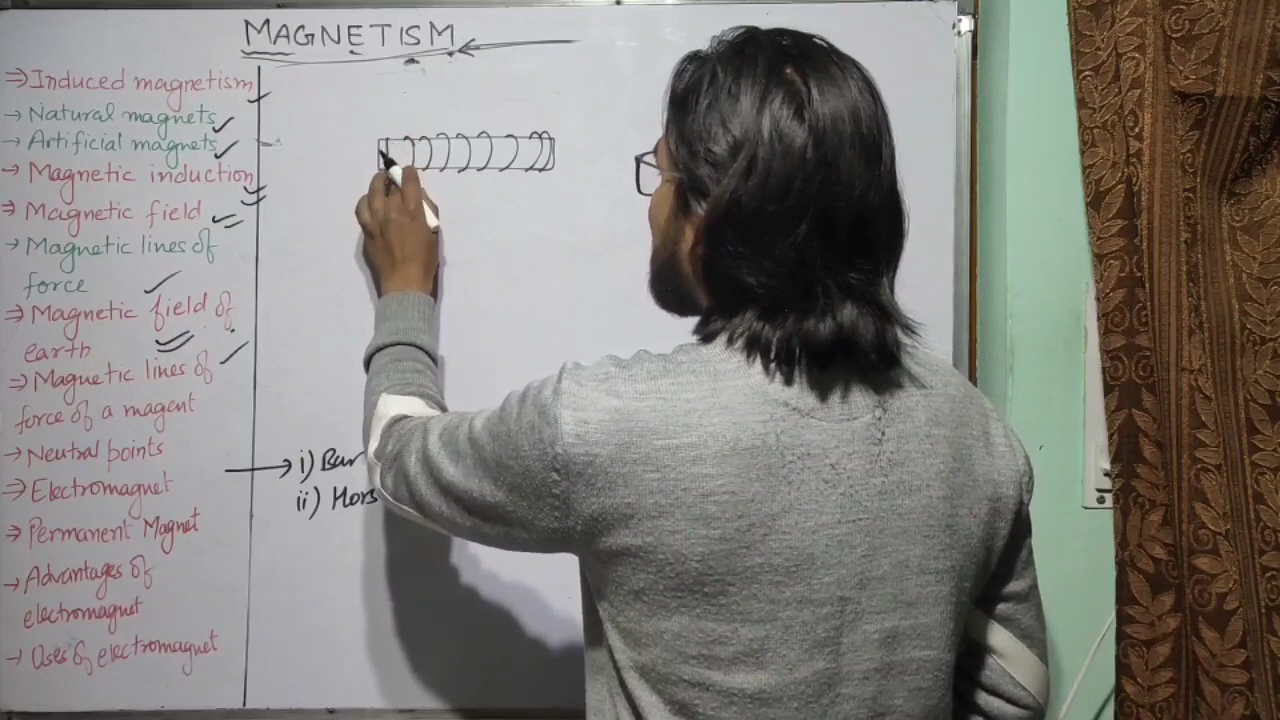 MAGNETISM
⇒ Induced magnetism
→ Natural magnets
→ Artificial magnets
→ Magnetic induction
⇒ Magnetic field
→ Magnetic lines of
force
⇒ Magnetic field of
earth
⇒ Magnetic lines of
force of a magent
→ Neutral points
⇒ Electromagnet
⇒ Permanent Magnet
→ Advantages of
electromagnet
→ Uses of electromagnet
→ i) Bar
ii) Hors